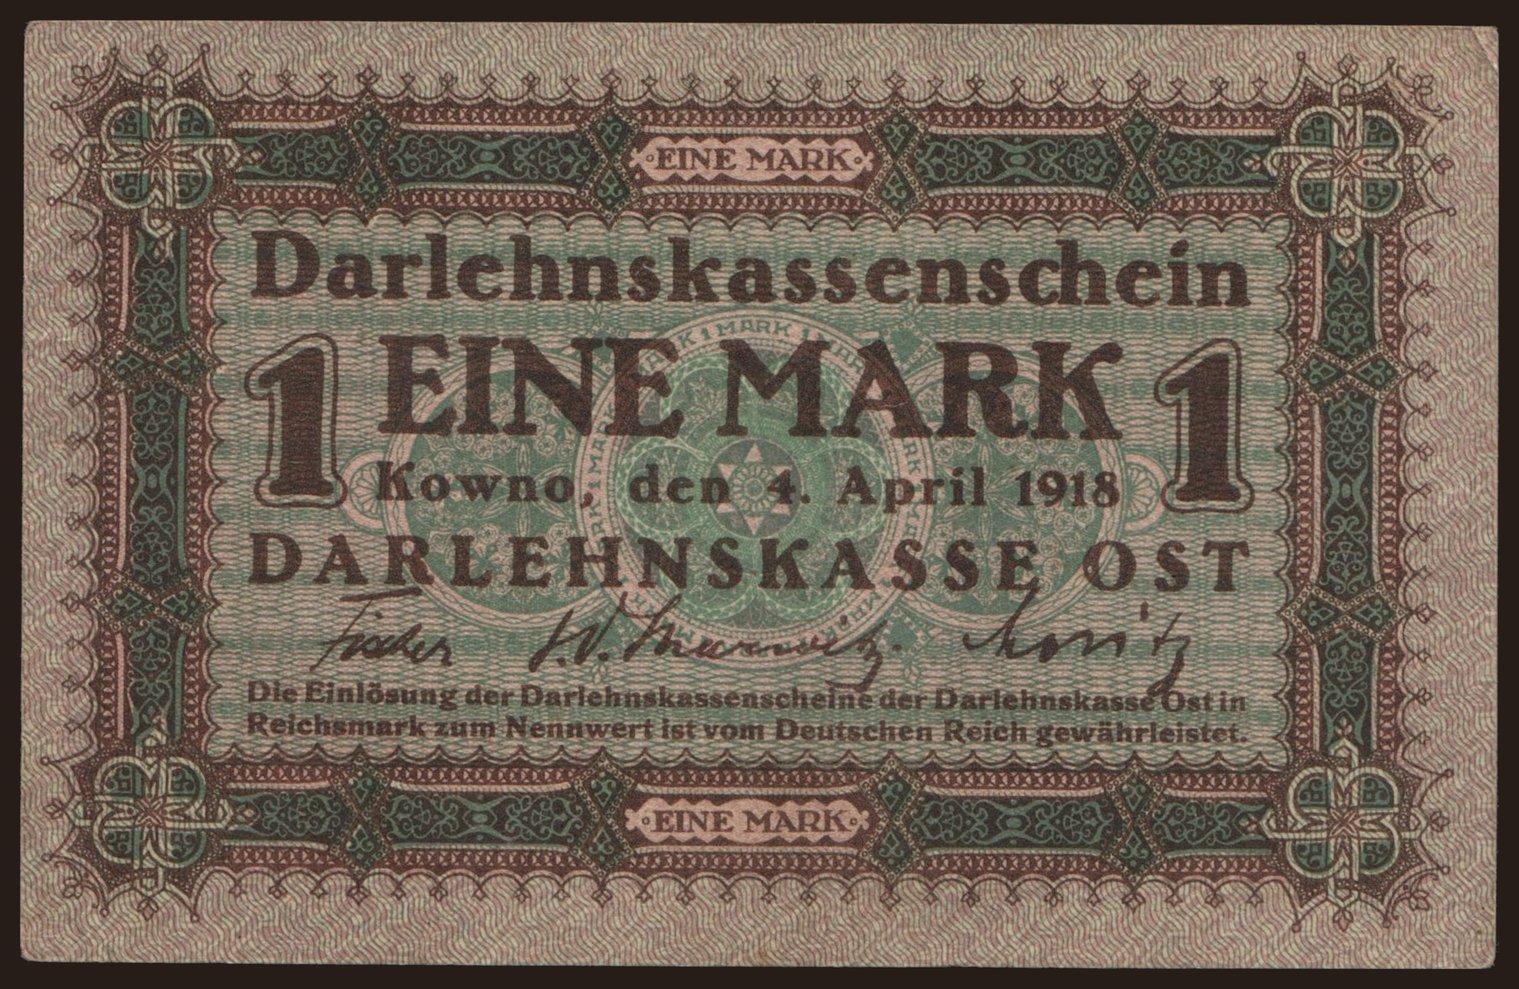 EINE MARK
Darlehnskassenschein
1 EINE MARK 1
Kowno, den 4. April 1918
DARLEHNSKASSE OST
Fischer
Die Einlösung der Darlehnskassenscheine der Darlehnskasse Ost in
Reichsmark zum Nennwert ist vom Deutschen Reich gewährleistet.
EINE MARK